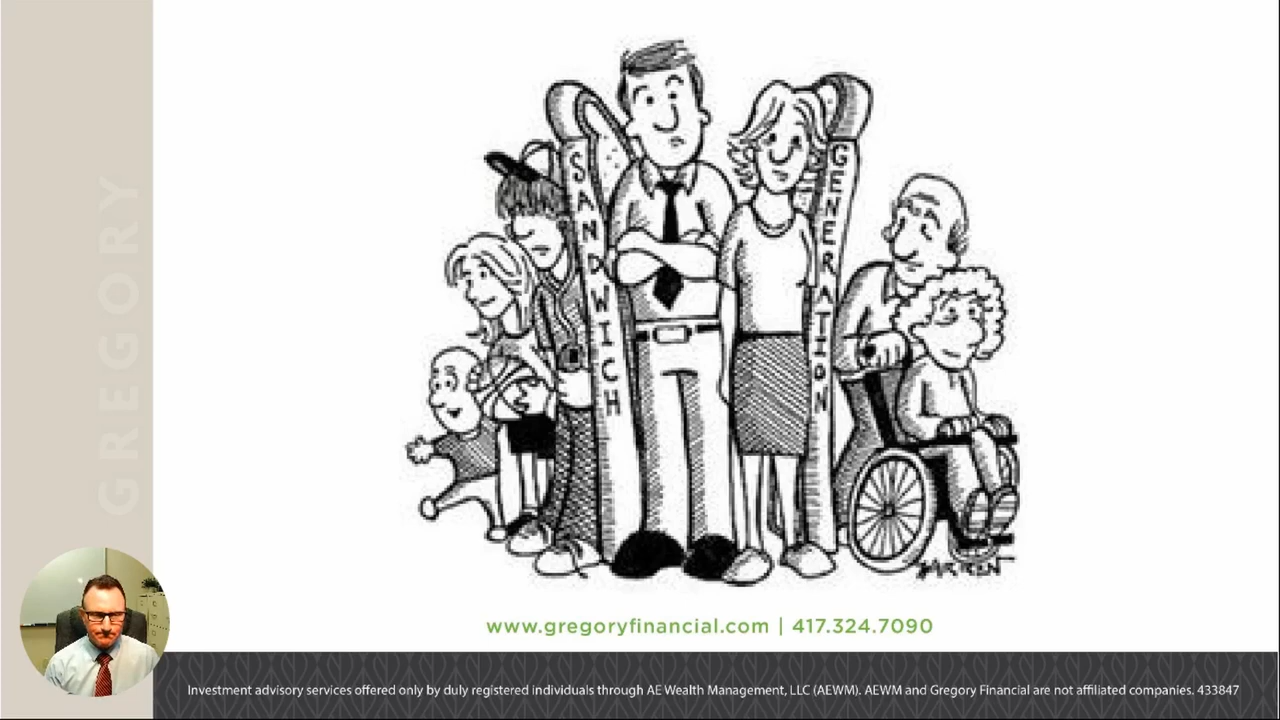 GREGORY
SANDWICH
GENERATION
www.gregoryfinancial.com | 417.324.7090
Investment advisory services offered only by duly registered individuals through AE Wealth Management, LLC (AEWM). AEWM and Gregory Financial are not affiliated companies. 433847